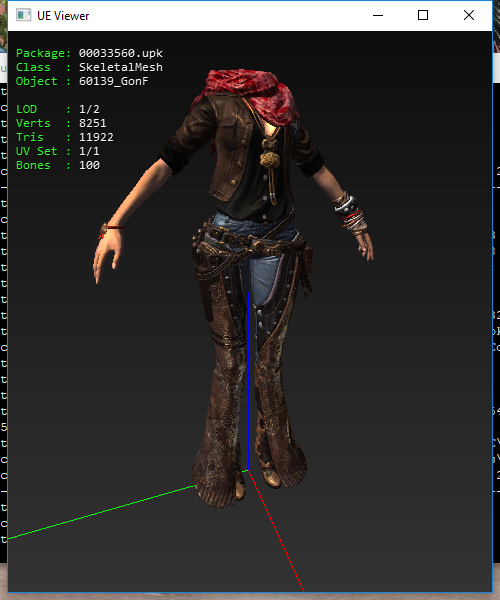 UE Viewer
Package: 00033560.upk
Class : SkeletalMesh
Object : 60139_GonF
LOD : 1/2
Verts : 8251
Tris : 11922
UV Set : 1/1
Bones : 100